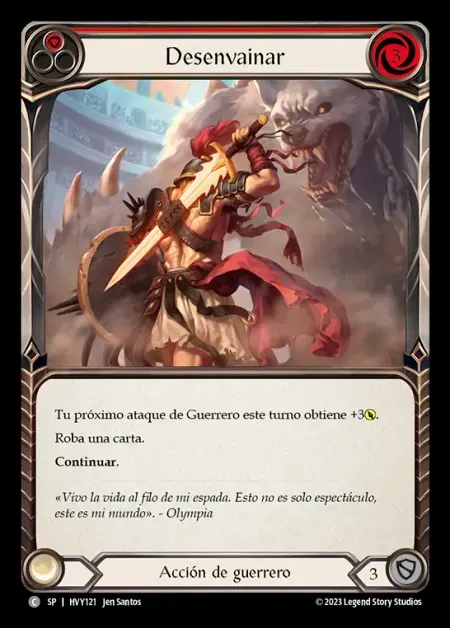 Desenvainar
3
Tu próximo ataque de Guerrero este turno obtiene +3.
Roba una carta.
Continuar.
«Vivo la vida al filo de mi espada. Esto no es solo espectáculo,
este es mi mundo». - Olympia
Acción de guerrero
3
C SP | HVY121 Jen Santos
© 2023 Legend Story Studios